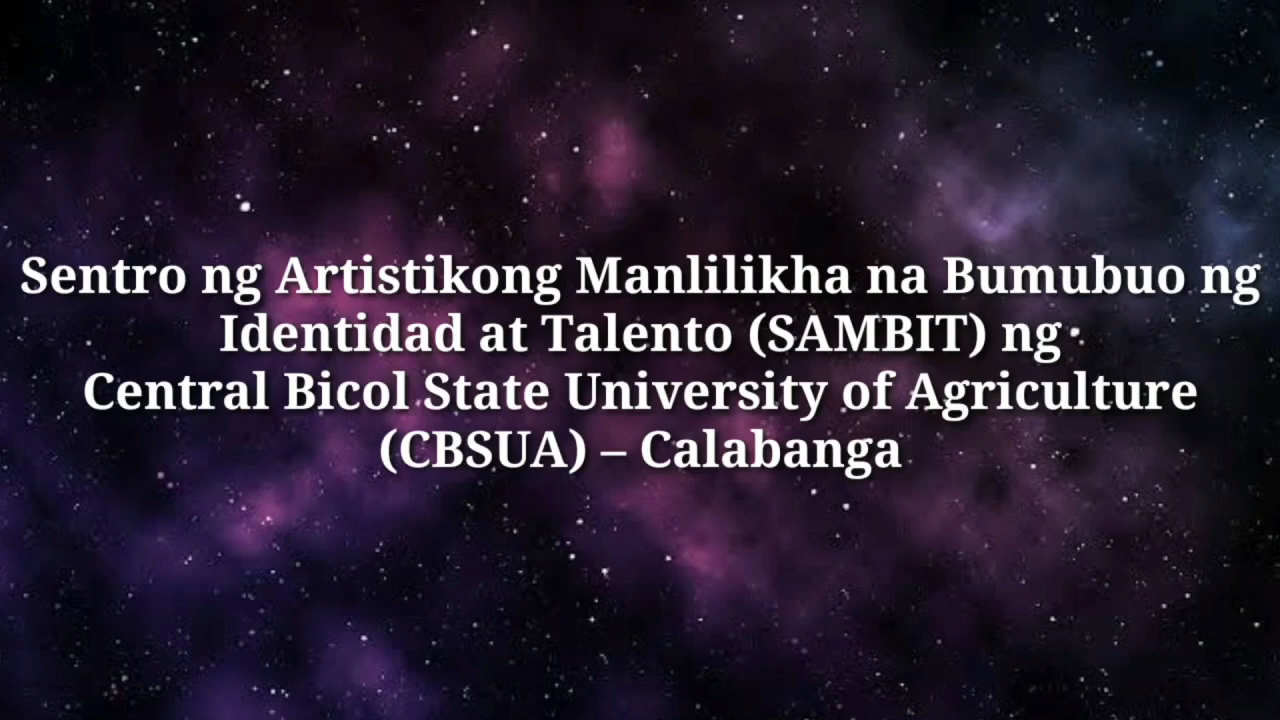 Sentro ng Artistikong Manlilikha na Bumubuo ng
Identidad at Talento (SAMBIT) ng
Central Bicol State University of Agriculture
(CBSUA) – Calabanga